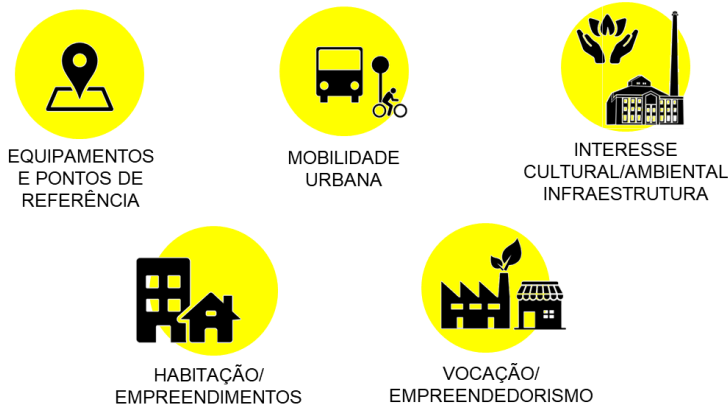 EQUIPAMENTOS
E PONTOS DE
REFERÊNCIA
MOBILIDADE
URBANA
INTERESSE
CULTURAL/AMBIENTAL
INFRAESTRUTURA
HABITAÇÃO/
EMPREENDIMENTOS
VOCAÇÃO/
EMPREENDEDORISMO